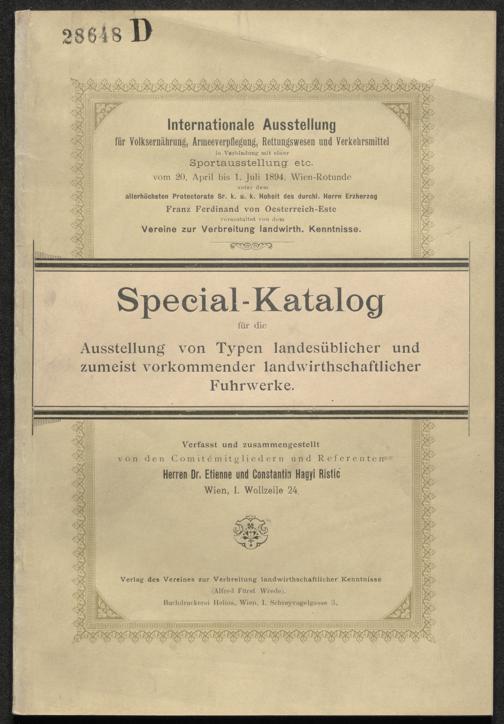 28648 D
Internationale Ausstellung
für Volksernährung, Armeeverpflegung, Rettungswesen und Verkehrsmittel
in Verbindung mit einer
Sportausstellung etc.
vom 20. April bis 1. Juli 1894, Wien-Rotunde
unter dem
allerhöchsten Protectorate Sr. k. u. k. Hoheit des durchl. Herrn Erzherzog
Franz Ferdinand von Oesterreich-Este
veranstaltet von dem
Vereine zur Verbreitung landwirth. Kenntnisse.
Special-Katalog
für die
Ausstellung von Typen landesüblicher und
zumeist vorkommender landwirthschaftlicher
Fuhrwerke.
Verfasst und zusammengestellt
von den Comitémitgliedern und Referenten
Herren Dr. Etienne und Constantin Hagyi Ristić
Wien, I. Wollzeile 24.
Verlag des Vereines zur Verbreitung landwirthschaftlicher Kenntnisse
(Alfred Fürst Wrede).
Buchdruckerei Helios, Wien, I. Schreyvogelgasse 3.